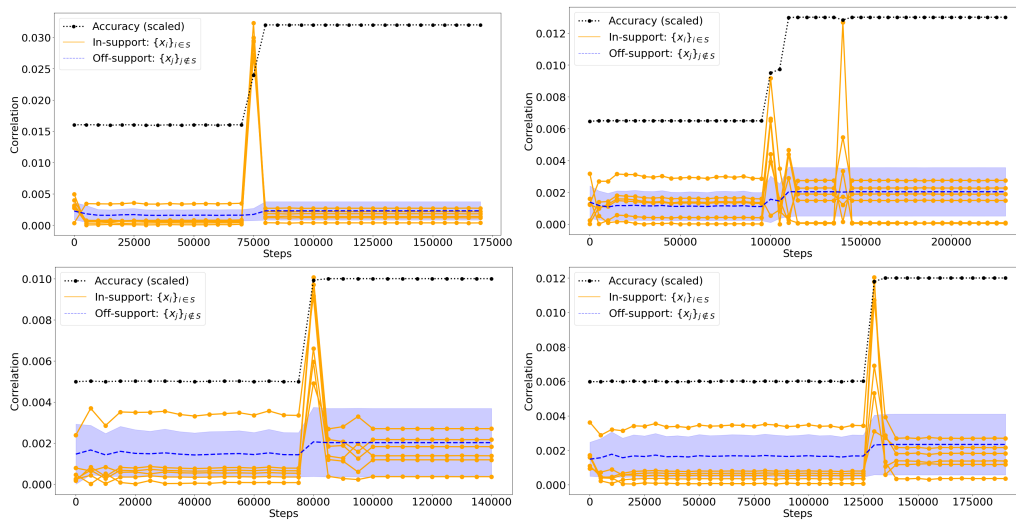 Accuracy (scaled)
In-support: {x_i}_{i∈S}
Off-support: {x_j}_{j∉S}
Correlation
0.030
0.025
0.020
0.015
0.010
0.005
0.000
0 25000 50000 75000 100000 125000 150000 175000
Steps
Accuracy (scaled)
In-support: {x_i}_{i∈S}
Off-support: {x_j}_{j∉S}
Correlation
0.012
0.010
0.008
0.006
0.004
0.002
0.000
0 50000 100000 150000 200000
Steps
Accuracy (scaled)
In-support: {x_i}_{i∈S}
Off-support: {x_j}_{j∉S}
Correlation
0.010
0.008
0.006
0.004
0.002
0.000
0 20000 40000 60000 80000 100000 120000 140000
Steps
Accuracy (scaled)
In-support: {x_i}_{i∈S}
Off-support: {x_j}_{j∉S}
Correlation
0.012
0.010
0.008
0.006
0.004
0.002
0.000
0 25000 50000 75000 100000 125000 150000 175000
Steps